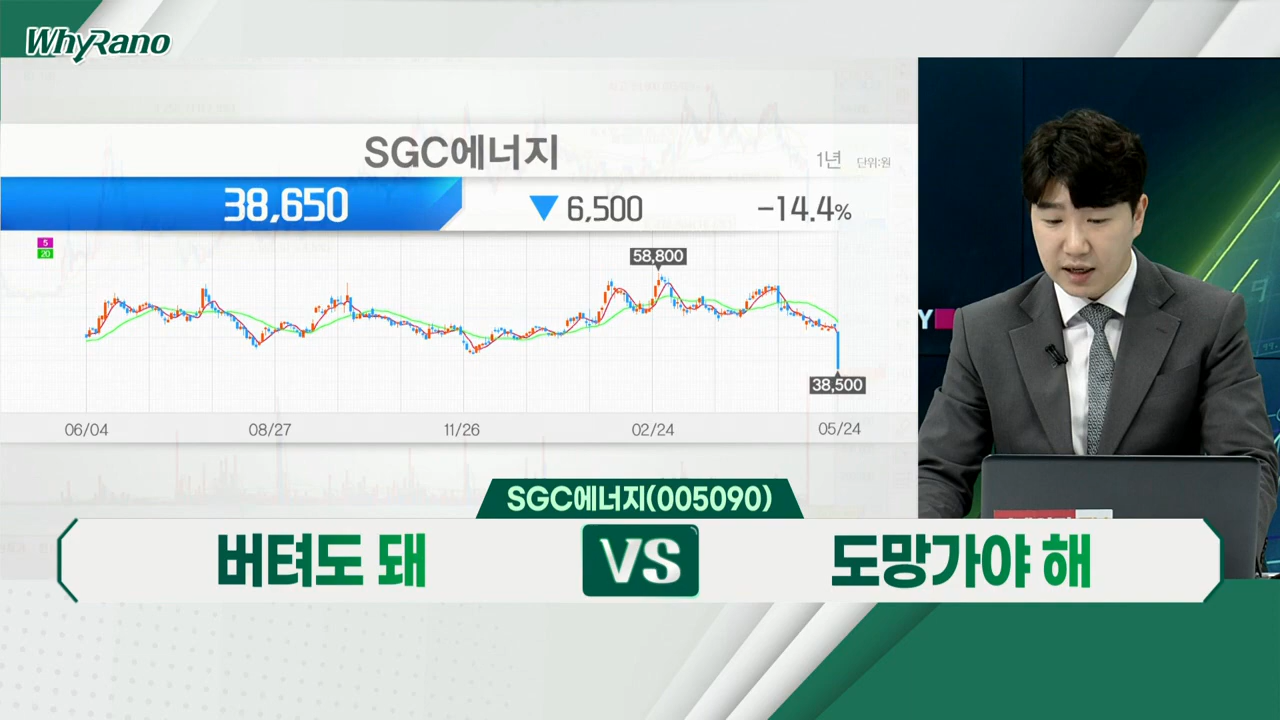 WhyRano
SGC에너지
1년 단위:원
38,650 ▼ 6,500 -14.4%
5
20
58,800
38,500
06/04 08/27 11/26 02/24 05/24
Y
SGC에너지(005090)
버텨도 돼 VS 도망가야 해